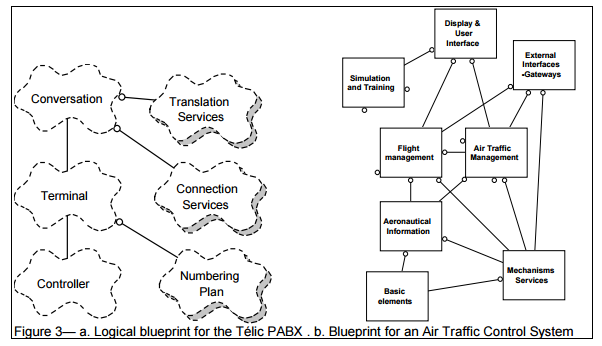 Conversation
Translation
Services
Terminal
Connection
Services
Controller
Numbering
Plan
Display &
User
Interface
External
Interfaces
-Gateways
Simulation
and Training
Flight
management
Air Traffic
Management
Aeronautical
Information
Mechanisms
Services
Basic
elements
Figure 3— a. Logical blueprint for the Télic PABX . b. Blueprint for an Air Traffic Control System